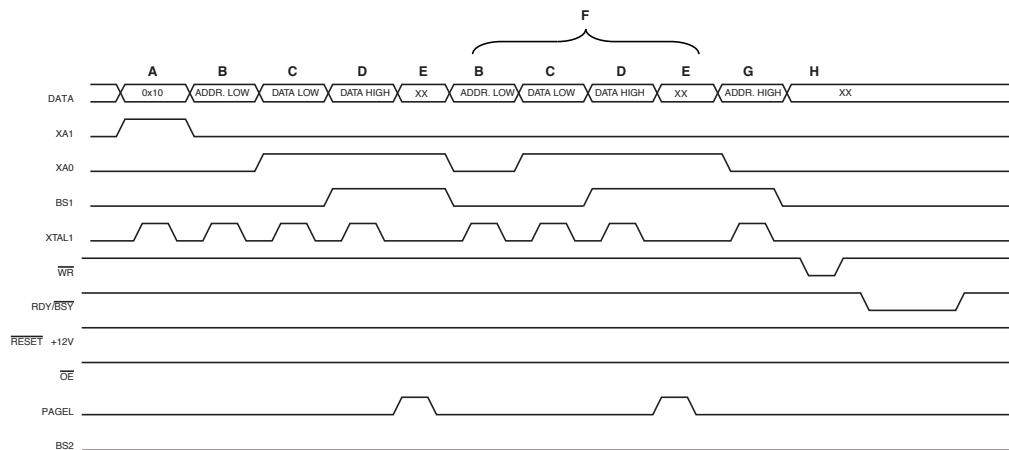 F
A B C D E B C D E G H
DATA 0x10 ADDR. LOW DATA LOW DATA HIGH XX ADDR. LOW DATA LOW DATA HIGH XX ADDR. HIGH XX
XA1
XA0
BS1
XTAL1
WR
RDY/BSY
RESET +12V
OE
PAGEL
BS2